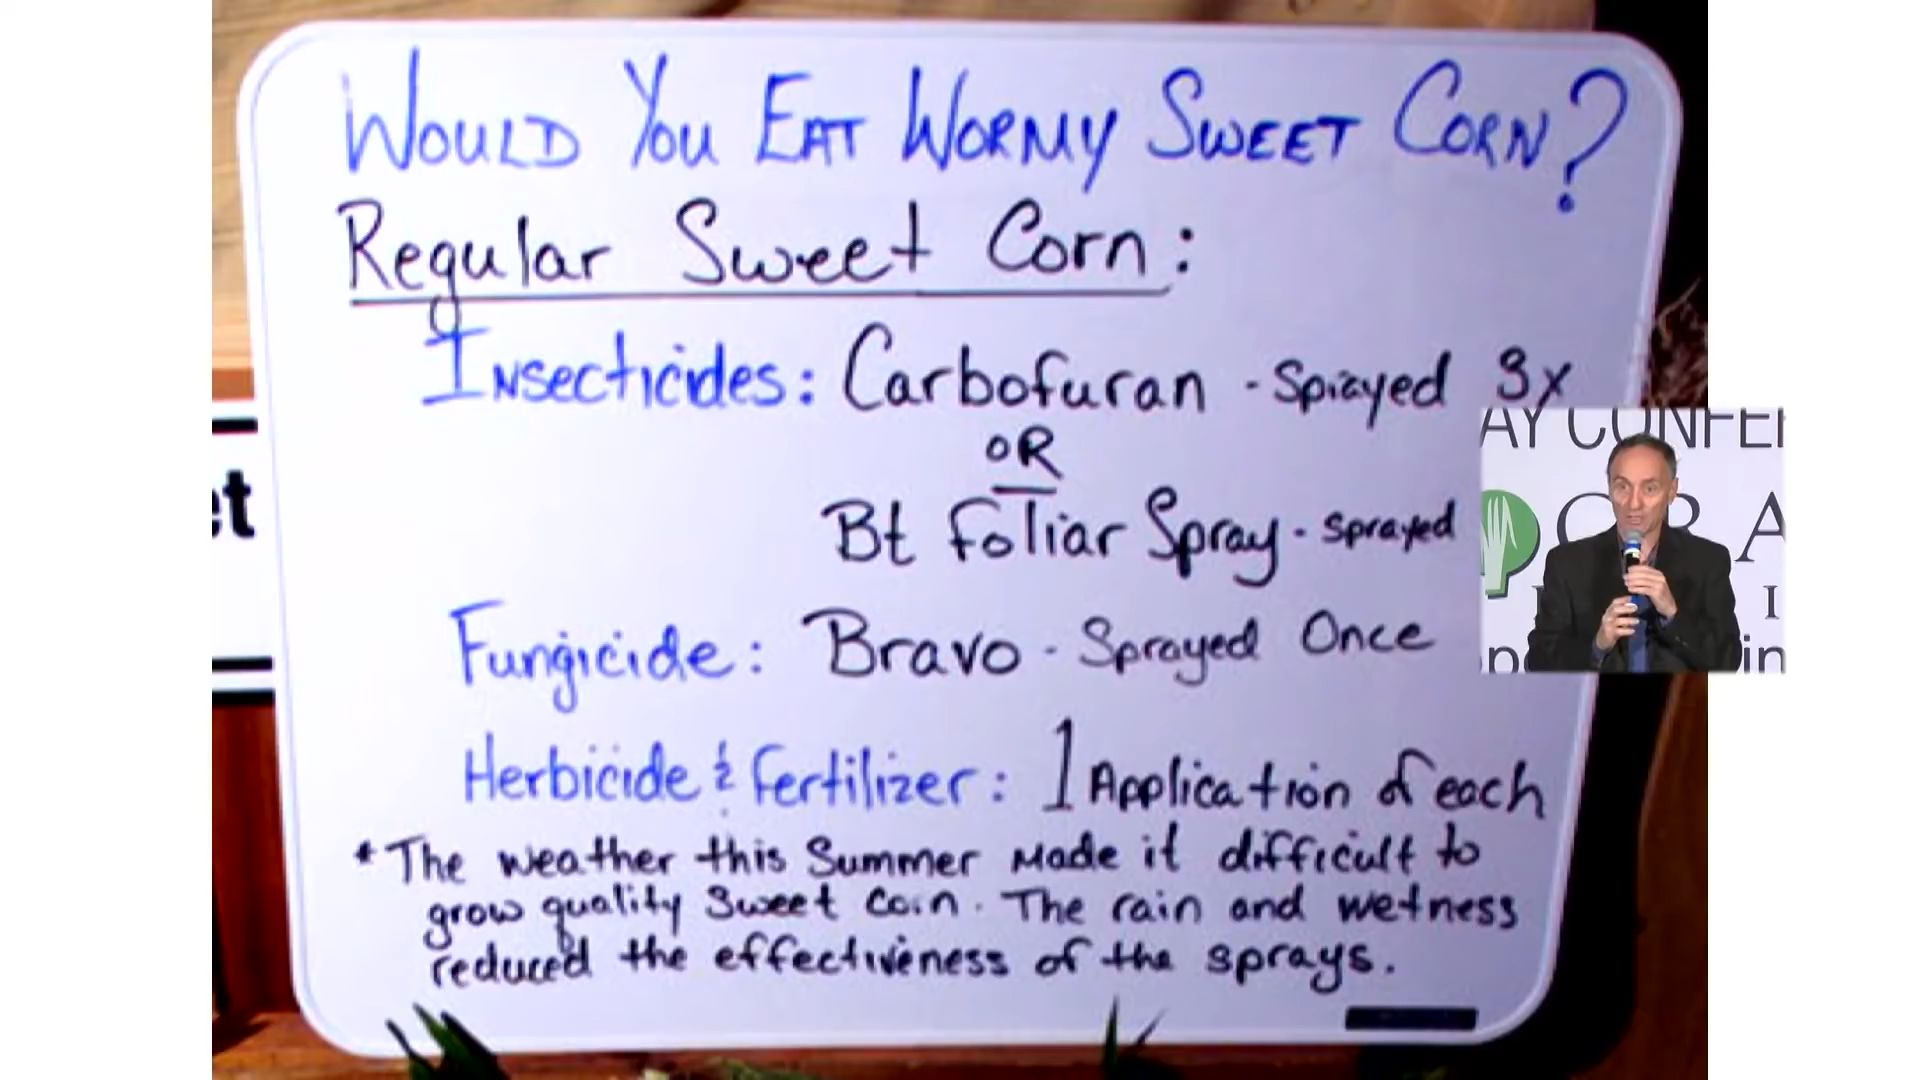 WOULD YOU EAT WORMY SWEET CORN?
Regular Sweet Corn:
INSECTICIDES: Carbofuran - Sprayed 3x
OR
Bt Foliar Spray - Sprayed
Fungicide: Bravo - Sprayed Once
Herbicide & Fertilizer: 1 Application of each
* The weather this Summer Made it difficult to
grow quality Sweet Corn. The rain and wetness
reduced the effectiveness of the sprays.
AY CONFE